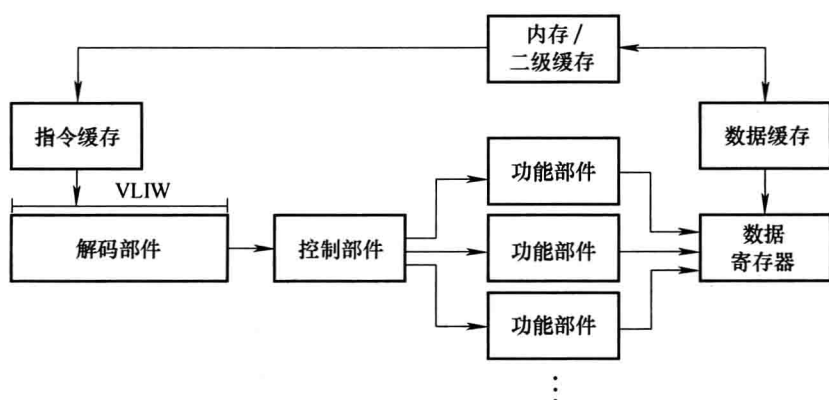 内存 /
二级缓存
指令缓存
数据缓存
VLIW
功能部件
解码部件
控制部件
功能部件
数据
寄存器
功能部件